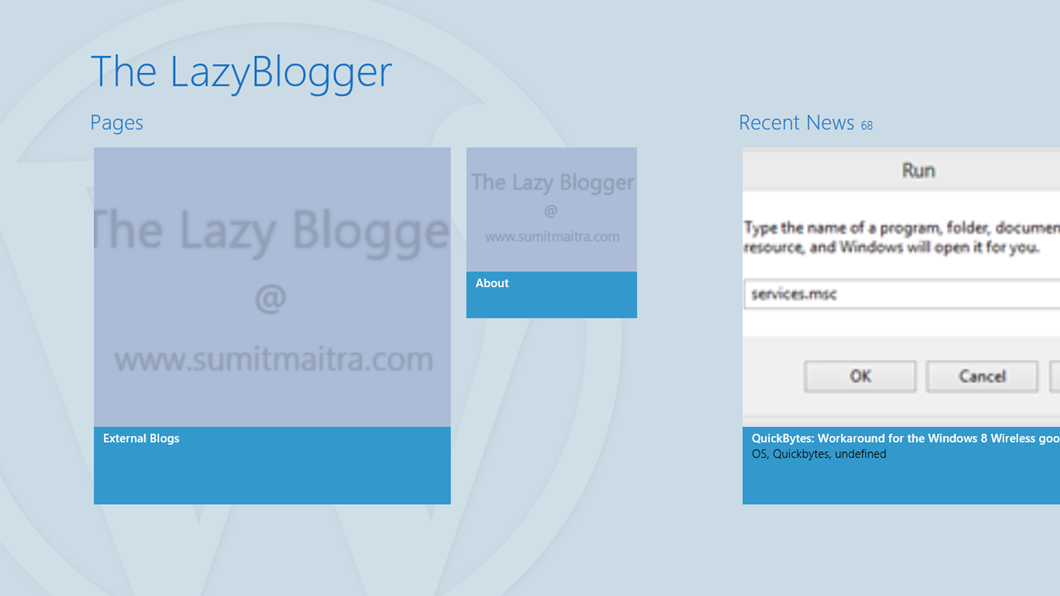 The LazyBlogger
Pages
The Lazy Blogge
@
www.sumitmaitra.com
External Blogs
The Lazy Blogger
@
www.sumitmaitra.com
About
Recent News 68
Run
Type the name of a program, folder, documen
resource, and Windows will open it for you.
services.msc
OK Cancel
QuickBytes: Workaround for the Windows 8 Wireless goo
OS, Quickbytes, undefined